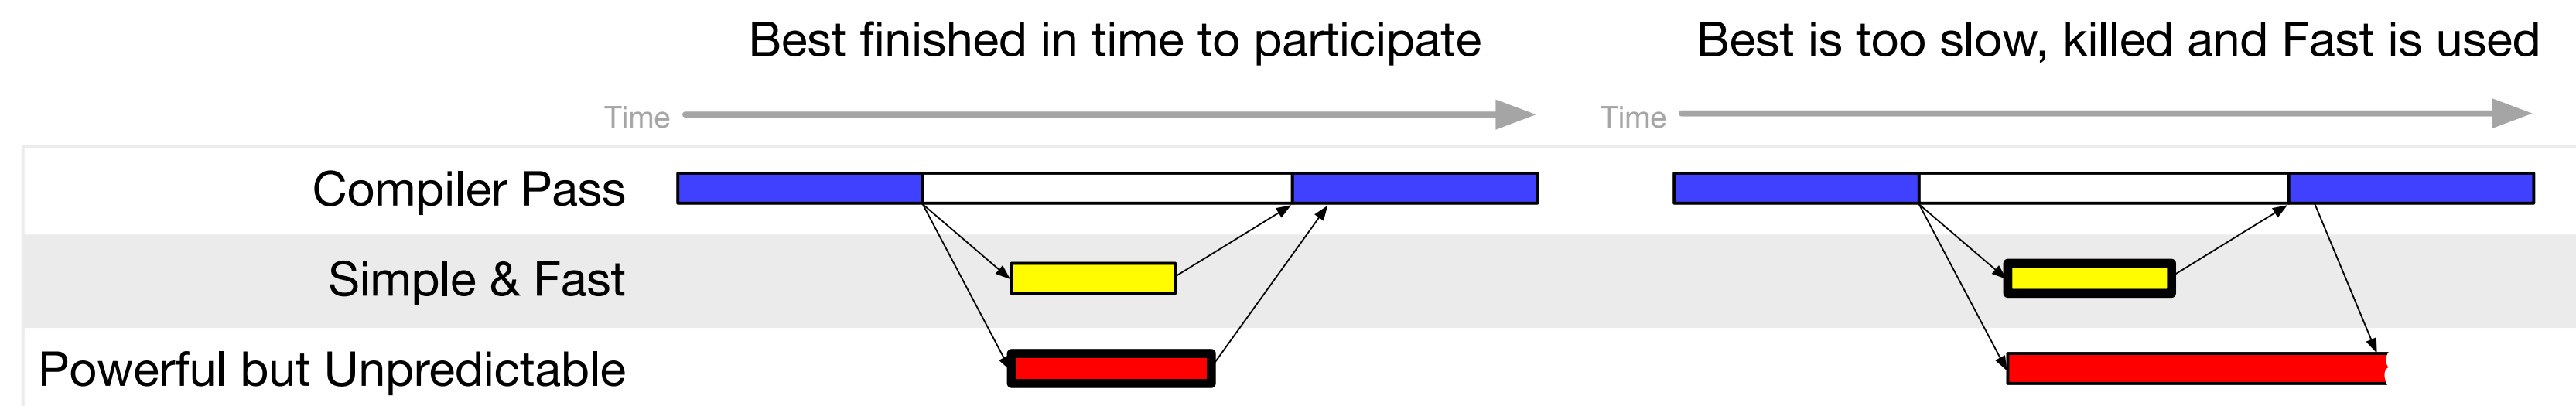 Best finished in time to participate
Best is too slow, killed and Fast is used
Time
Time
Compiler Pass
Simple & Fast
Powerful but Unpredictable